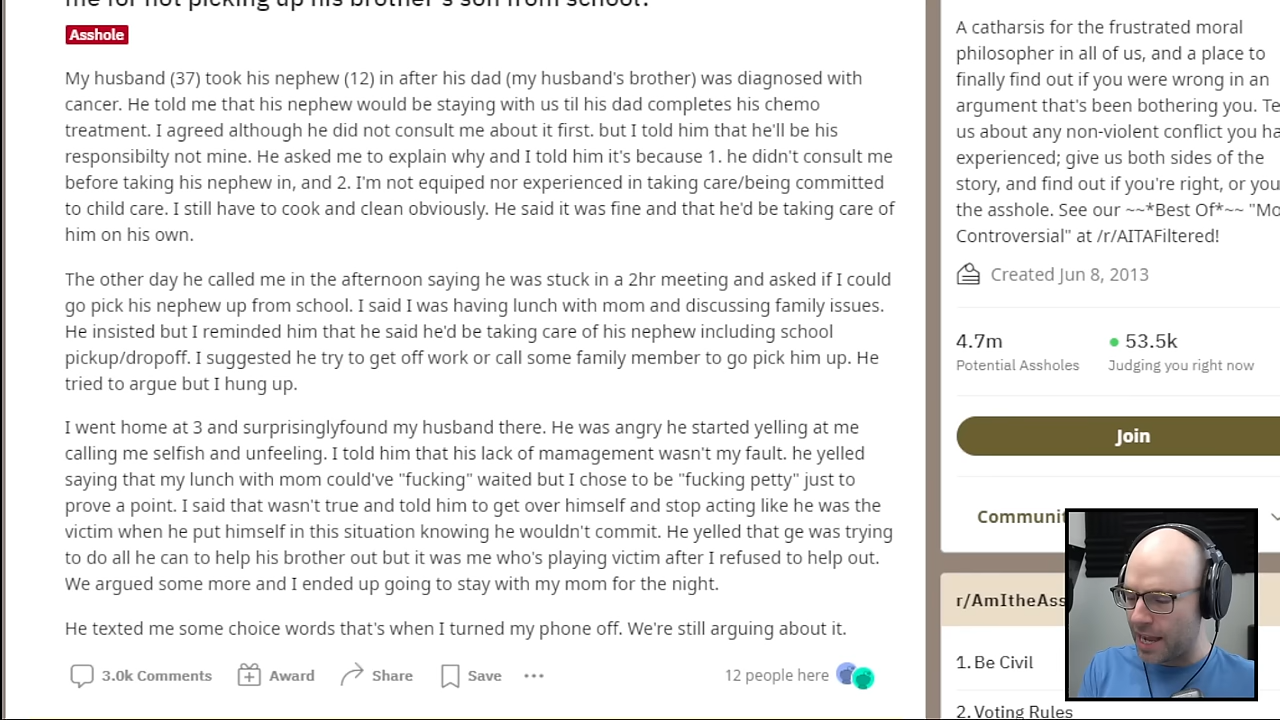 me for not picking up his brother's son from school?
Asshole
My husband (37) took his nephew (12) in after his dad (my husband's brother) was diagnosed with
cancer. He told me that his nephew would be staying with us til his dad completes his chemo
treatment. I agreed although he did not consult me about it first. but I told him that he'll be his
responsibilty not mine. He asked me to explain why and I told him it's because 1. he didn't consult me
before taking his nephew in, and 2. I'm not equiped nor experienced in taking care/being committed
to child care. I still have to cook and clean obviously. He said it was fine and that he'd be taking care of
him on his own.
The other day he called me in the afternoon saying he was stuck in a 2hr meeting and asked if I could
go pick his nephew up from school. I said I was having lunch with mom and discussing family issues.
He insisted but I reminded him that he said he'd be taking care of his nephew including school
pickup/dropoff. I suggested he try to get off work or call some family member to go pick him up. He
tried to argue but I hung up.
I went home at 3 and surprisinglyfound my husband there. He was angry he started yelling at me
calling me selfish and unfeeling. I told him that his lack of mamagement wasn't my fault. he yelled
saying that my lunch with mom could've "fucking" waited but I chose to be "fucking petty" just to
prove a point. I said that wasn't true and told him to get over himself and stop acting like he was the
victim when he put himself in this situation knowing he wouldn't commit. He yelled that ge was trying
to do all he can to help his brother out but it was me who's playing victim after I refused to help out.
We argued some more and I ended up going to stay with my mom for the night.
He texted me some choice words that's when I turned my phone off. We're still arguing about it.
3.0k Comments Award Share Save ••• 12 people here
A catharsis for the frustrated moral
philosopher in all of us, and a place to
finally find out if you were wrong in an
argument that's been bothering you. Te
us about any non-violent conflict you ha
experienced; give us both sides of the
story, and find out if you're right, or you
the asshole. See our ~~*Best Of*~~ "Mo
Controversial" at /r/AITAFiltered!
Created Jun 8, 2013
4.7m 53.5k
Potential Assholes Judging you right now
Join
Communi
r/AmItheAss
1. Be Civil
2. Voting Rules